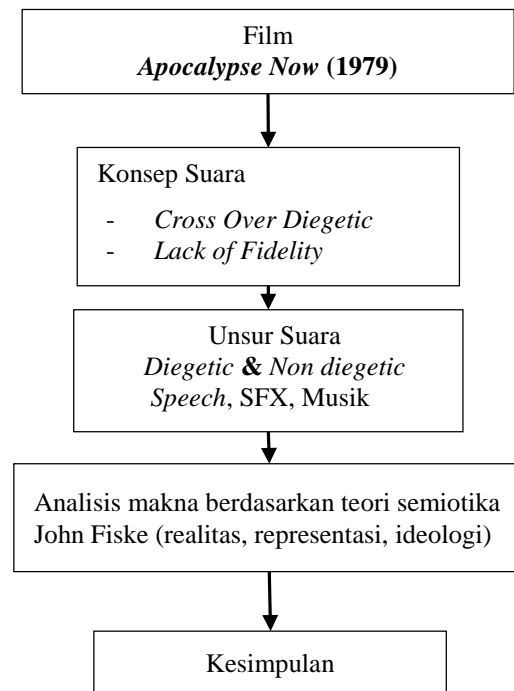 Film
Apocalypse Now (1979)
Konsep Suara
- Cross Over Diegetic
- Lack of Fidelity
Unsur Suara
Diegetic & Non diegetic
Speech, SFX, Musik
Analisis makna berdasarkan teori semiotika
John Fiske (realitas, representasi, ideologi)
Kesimpulan